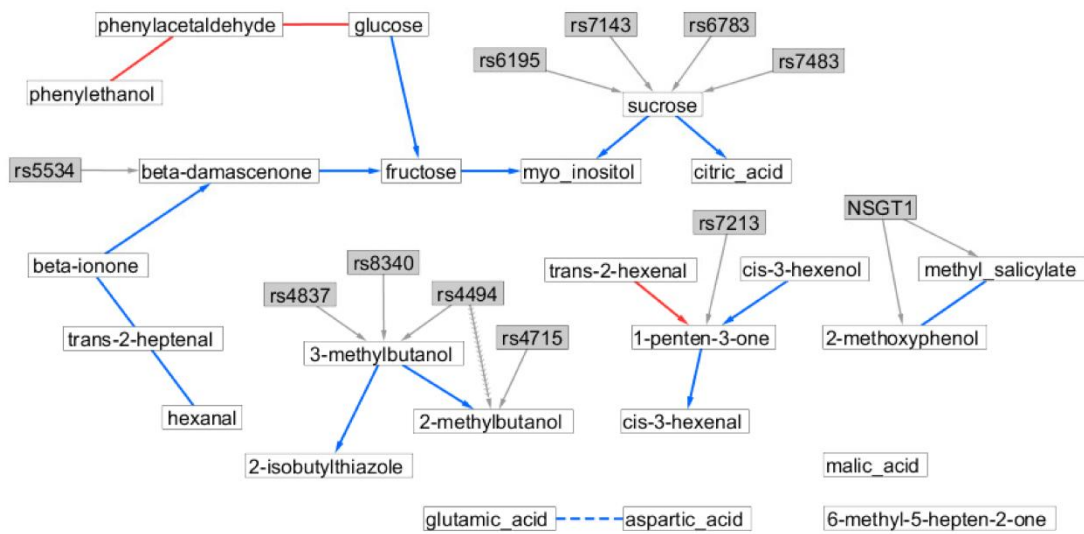 phenylacetaldehyde
glucose
rs7143
rs6783
rs6195
rs7483
phenylethanol
sucrose
rs5534
beta-damascenone
fructose
myo_inositol
citric_acid
NSGT1
rs7213
beta-ionone
rs8340
trans-2-hexenal
cis-3-hexenol
methyl_salicylate
rs4837
rs4494
trans-2-heptenal
rs4715
1-penten-3-one
2-methoxyphenol
3-methylbutanol
hexanal
2-methylbutanol
cis-3-hexenal
2-isobutylthiazole
malic_acid
glutamic_acid
aspartic_acid
6-methyl-5-hepten-2-one